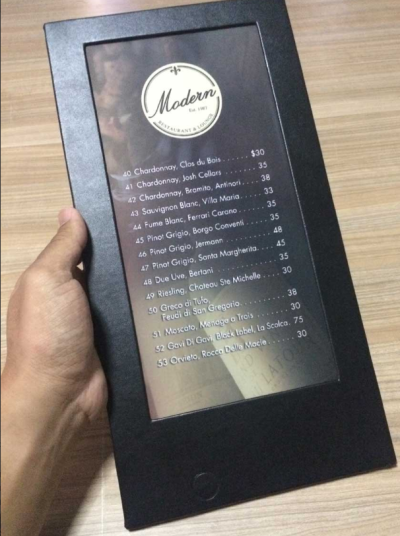 Modern
Est. 1982
RESTAURANT & LOUNGE
40 Chardonnay, Clos du Bois ....... $30
41 Chardonnay, Josh Cellars ....... 35
42 Chardonnay, Bramito, Antinori ... 38
43 Sauvignon Blanc, Villa Maria ..... 33
44 Fume Blanc, Ferrari Carano ..... 35
45 Pinot Grigio, Borgo Conventi ..... 35
46 Pinot Grigio, Jermann ........ 48
47 Pinot Grigio, Santa Margherita..... 45
48 Due Uve, Bertani ............ 35
49 Riesling, Chateau Ste Michelle .... 30
50 Greco di Tufo,
Feudi di San Gregorio........... 38
51 Moscato, Menage a Trois ....... 30
52 Gavi Di Gavi, Black Label, La Scolca. 75
53 Orvieto, Rocca Delle Macie ...... 30